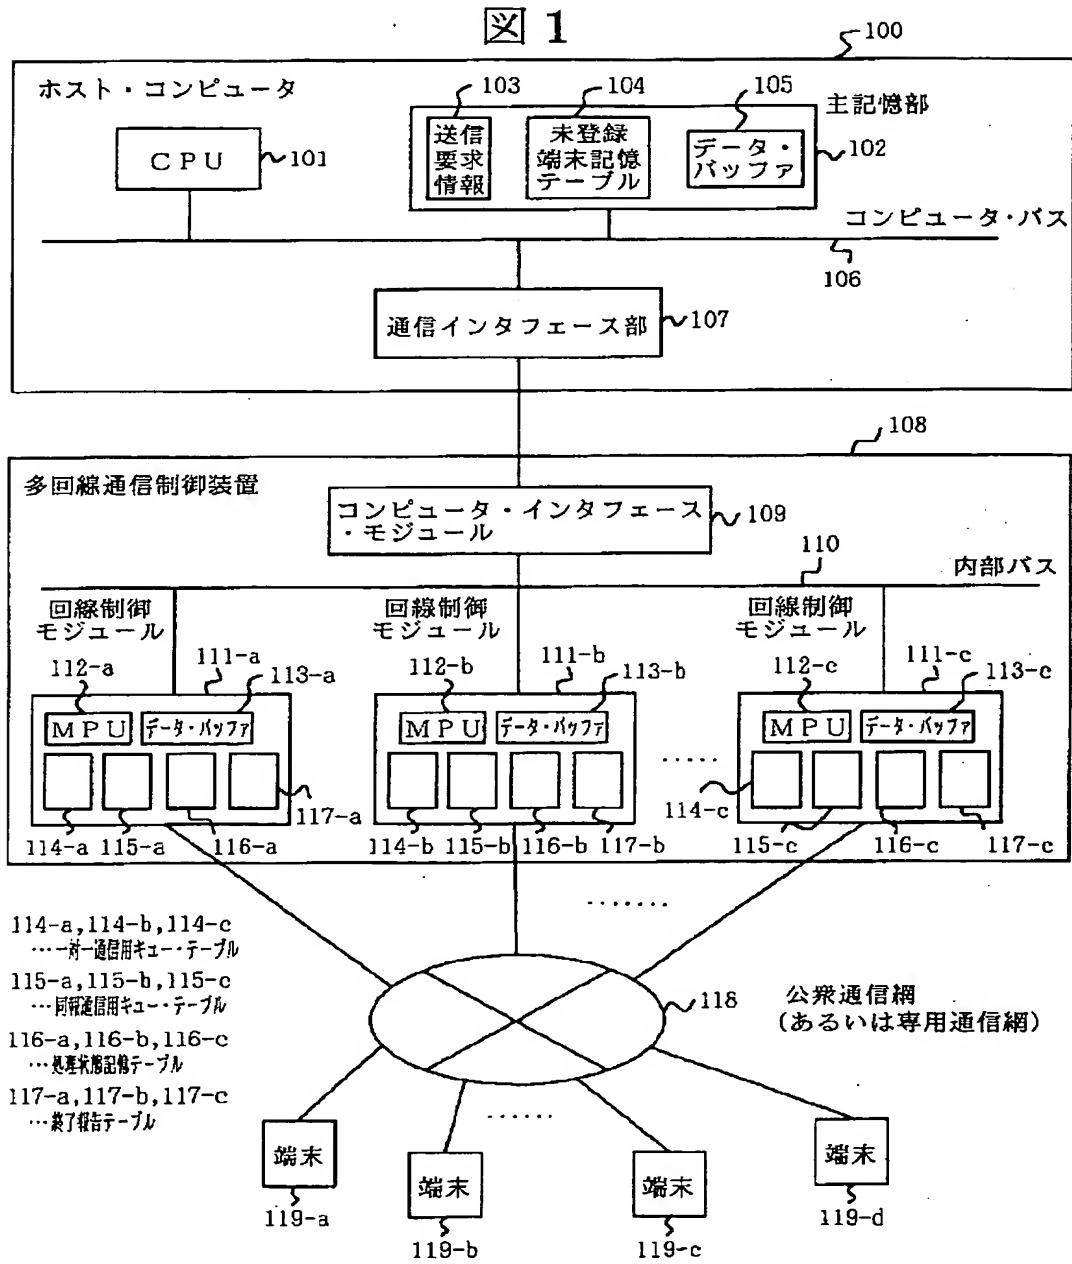 図 1
100
ホスト・コンピュータ
103
104
105
主記憶部
CPU
101
送信
要求
情報
未登録
端末記憶
テーブル
データ・
バッファ
102
コンピュータ・バス
106
通信インタフェース部
107
108
多回線通信制御装置
コンピュータ・インタフェース
・モジュール
109
110
内部バス
回線制御
モジュール
112-a
111-a
113-a
MPU
データ・バッファ
114-a
115-a
116-a
117-a
回線制御
モジュール
112-b
111-b
113-b
MPU
データ・バッファ
114-b
115-b
116-b
117-b
.....
回線制御
モジュール
112-c
111-c
113-c
MPU
データ・バッファ
114-c
115-c
116-c
117-c
.......
114-a,114-b,114-c
…一対一通信用キュー・テーブル
115-a,115-b,115-c
…同報通信用キュー・テーブル
116-a,116-b,116-c
…処理状態記憶テーブル
117-a,117-b,117-c
…終了報告テーブル
118
公衆通信網
(あるいは専用通信網)
......
端末
119-a
端末
119-b
端末
119-c
端末
119-d